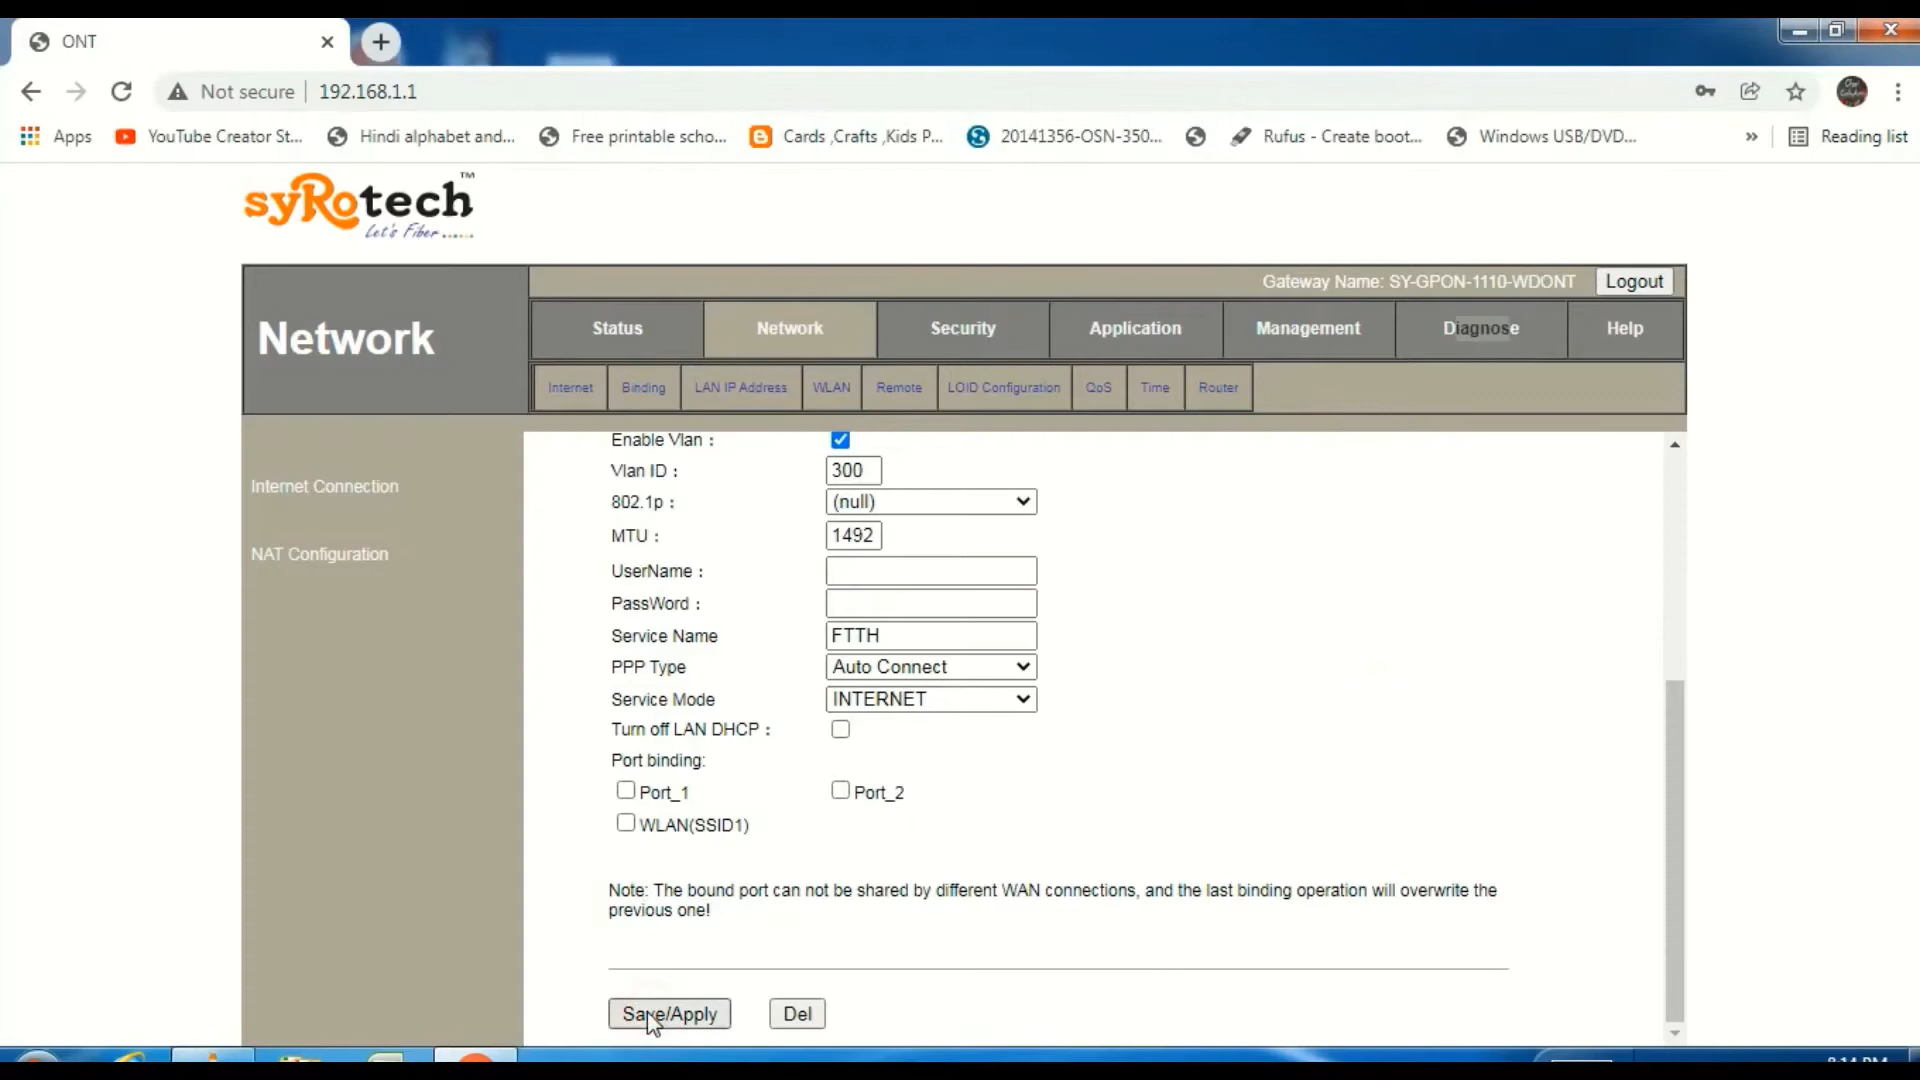 ONT
Not secure 192.168.1.1
Apps YouTube Creator St... Hindi alphabet and... Free printable scho... Cards ,Crafts ,Kids P... 20141356-OSN-350... Rufus - Create boot... Windows USB/DVD... » Reading list
syRotech™
Let's Fiber......
Gateway Name: SY-GPON-1110-WDONT Logout
Network
Status Network Security Application Management Diagnose Help
Internet Binding LAN IP Address WLAN Remote LOID Configuration QoS Time Router
Internet Connection
NAT Configuration
Enable Vlan :
Vlan ID : 300
802.1p : (null)
MTU : 1492
UserName :
PassWord :
Service Name FTTH
PPP Type Auto Connect
Service Mode INTERNET
Turn off LAN DHCP :
Port binding:
Port_1 Port_2
WLAN(SSID1)
Note: The bound port can not be shared by different WAN connections, and the last binding operation will overwrite the
previous one!
Save/Apply Del